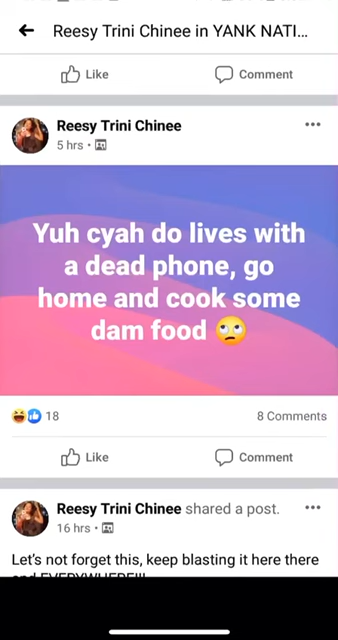 Reesy Trini Chinee in YANK NATI...
Like
Comment
Reesy Trini Chinee
5 hrs
Yuh cyah do lives with
a dead phone, go
home and cook some
dam food
18
8 Comments
Like
Comment
Reesy Trini Chinee shared a post.
16 hrs
Let's not forget this, keep blasting it here there
and EVERYWHERE!!!